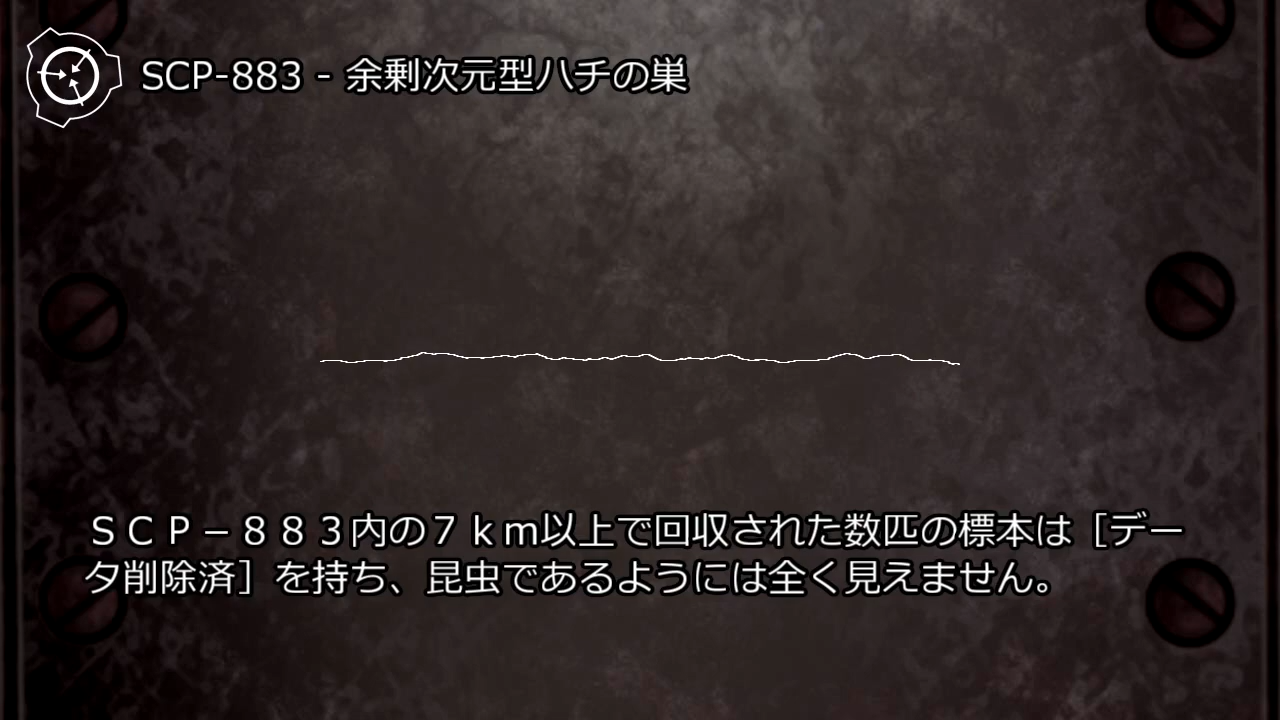 SCP-883 - 余剰次元型ハチの巣
ＳＣＰ－８８３内の７ｋｍ以上で回収された数匹の標本は［デー
タ削除済］を持ち、昆虫であるようには全く見えません。